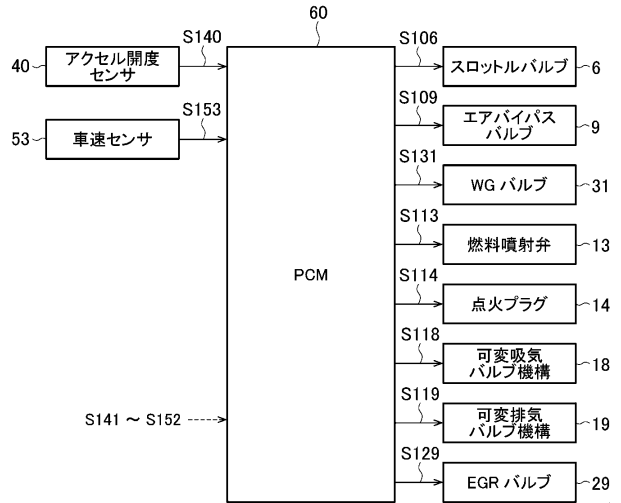 60
S140
40
アクセル開度
センサ
S153
53
車速センサ
S141 ~ S152
PCM
S106
スロットルバルブ
6
S109
エアバイパス
バルブ
9
S131
WG バルブ
31
S113
燃料噴射弁
13
S114
点火プラグ
14
S118
可変吸気
バルブ機構
18
S119
可変排気
バルブ機構
19
S129
EGR バルブ
29